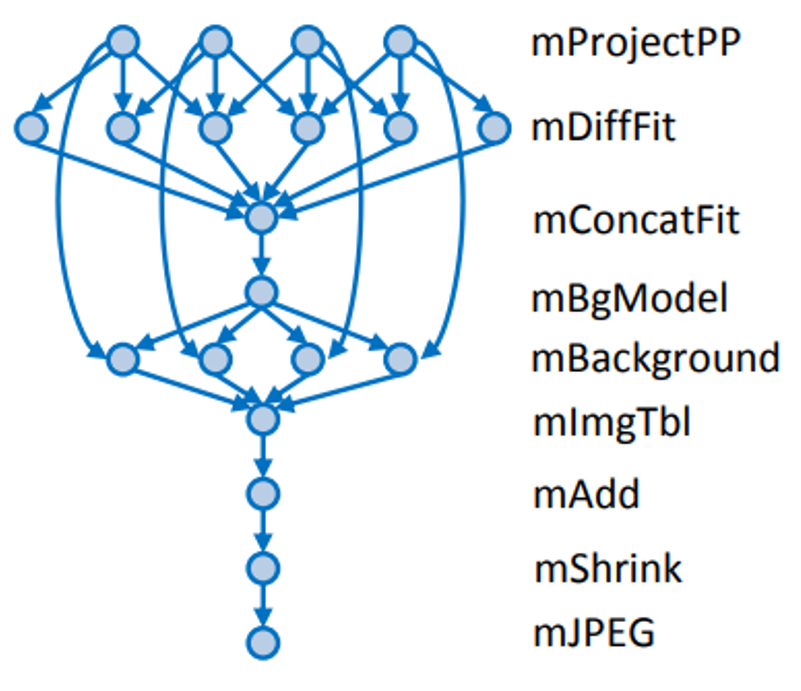 mProjectPP
mDiffFit
mConcatFit
mBgModel
mBackground
mImgTbl
mAdd
mShrink
mJPEG